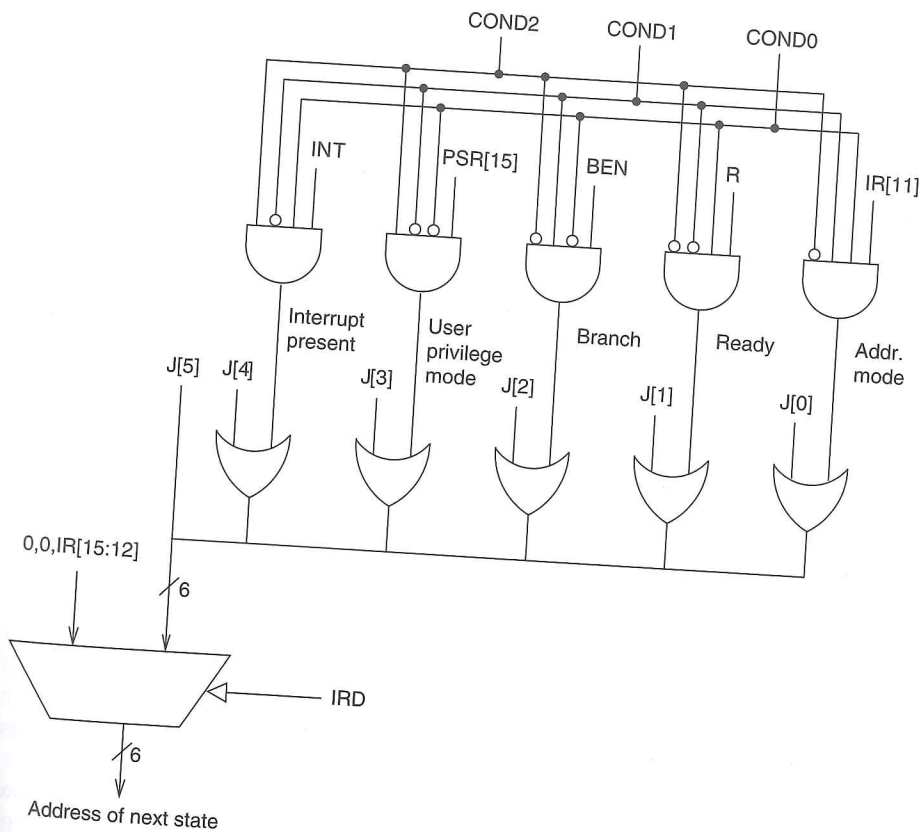 COND2
COND1
COND0
INT
PSR[15]
BEN
R
IR[11]
Interrupt
present
User
privilege
mode
Branch
Ready
Addr.
mode
J[5]
J[4]
J[3]
J[2]
J[1]
J[0]
0,0,IR[15:12]
6
IRD
6
Address of next state